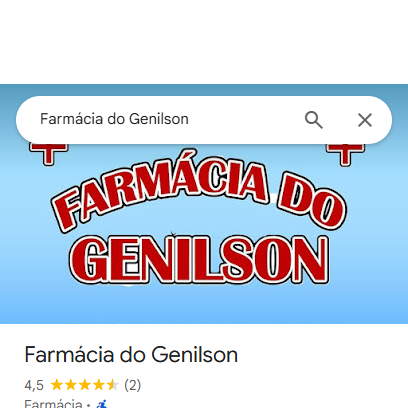 Farmácia do Genilson
FARMÁCIA DO
GENILSON
Farmácia do Genilson
4,5 (2)
Farmácia ·